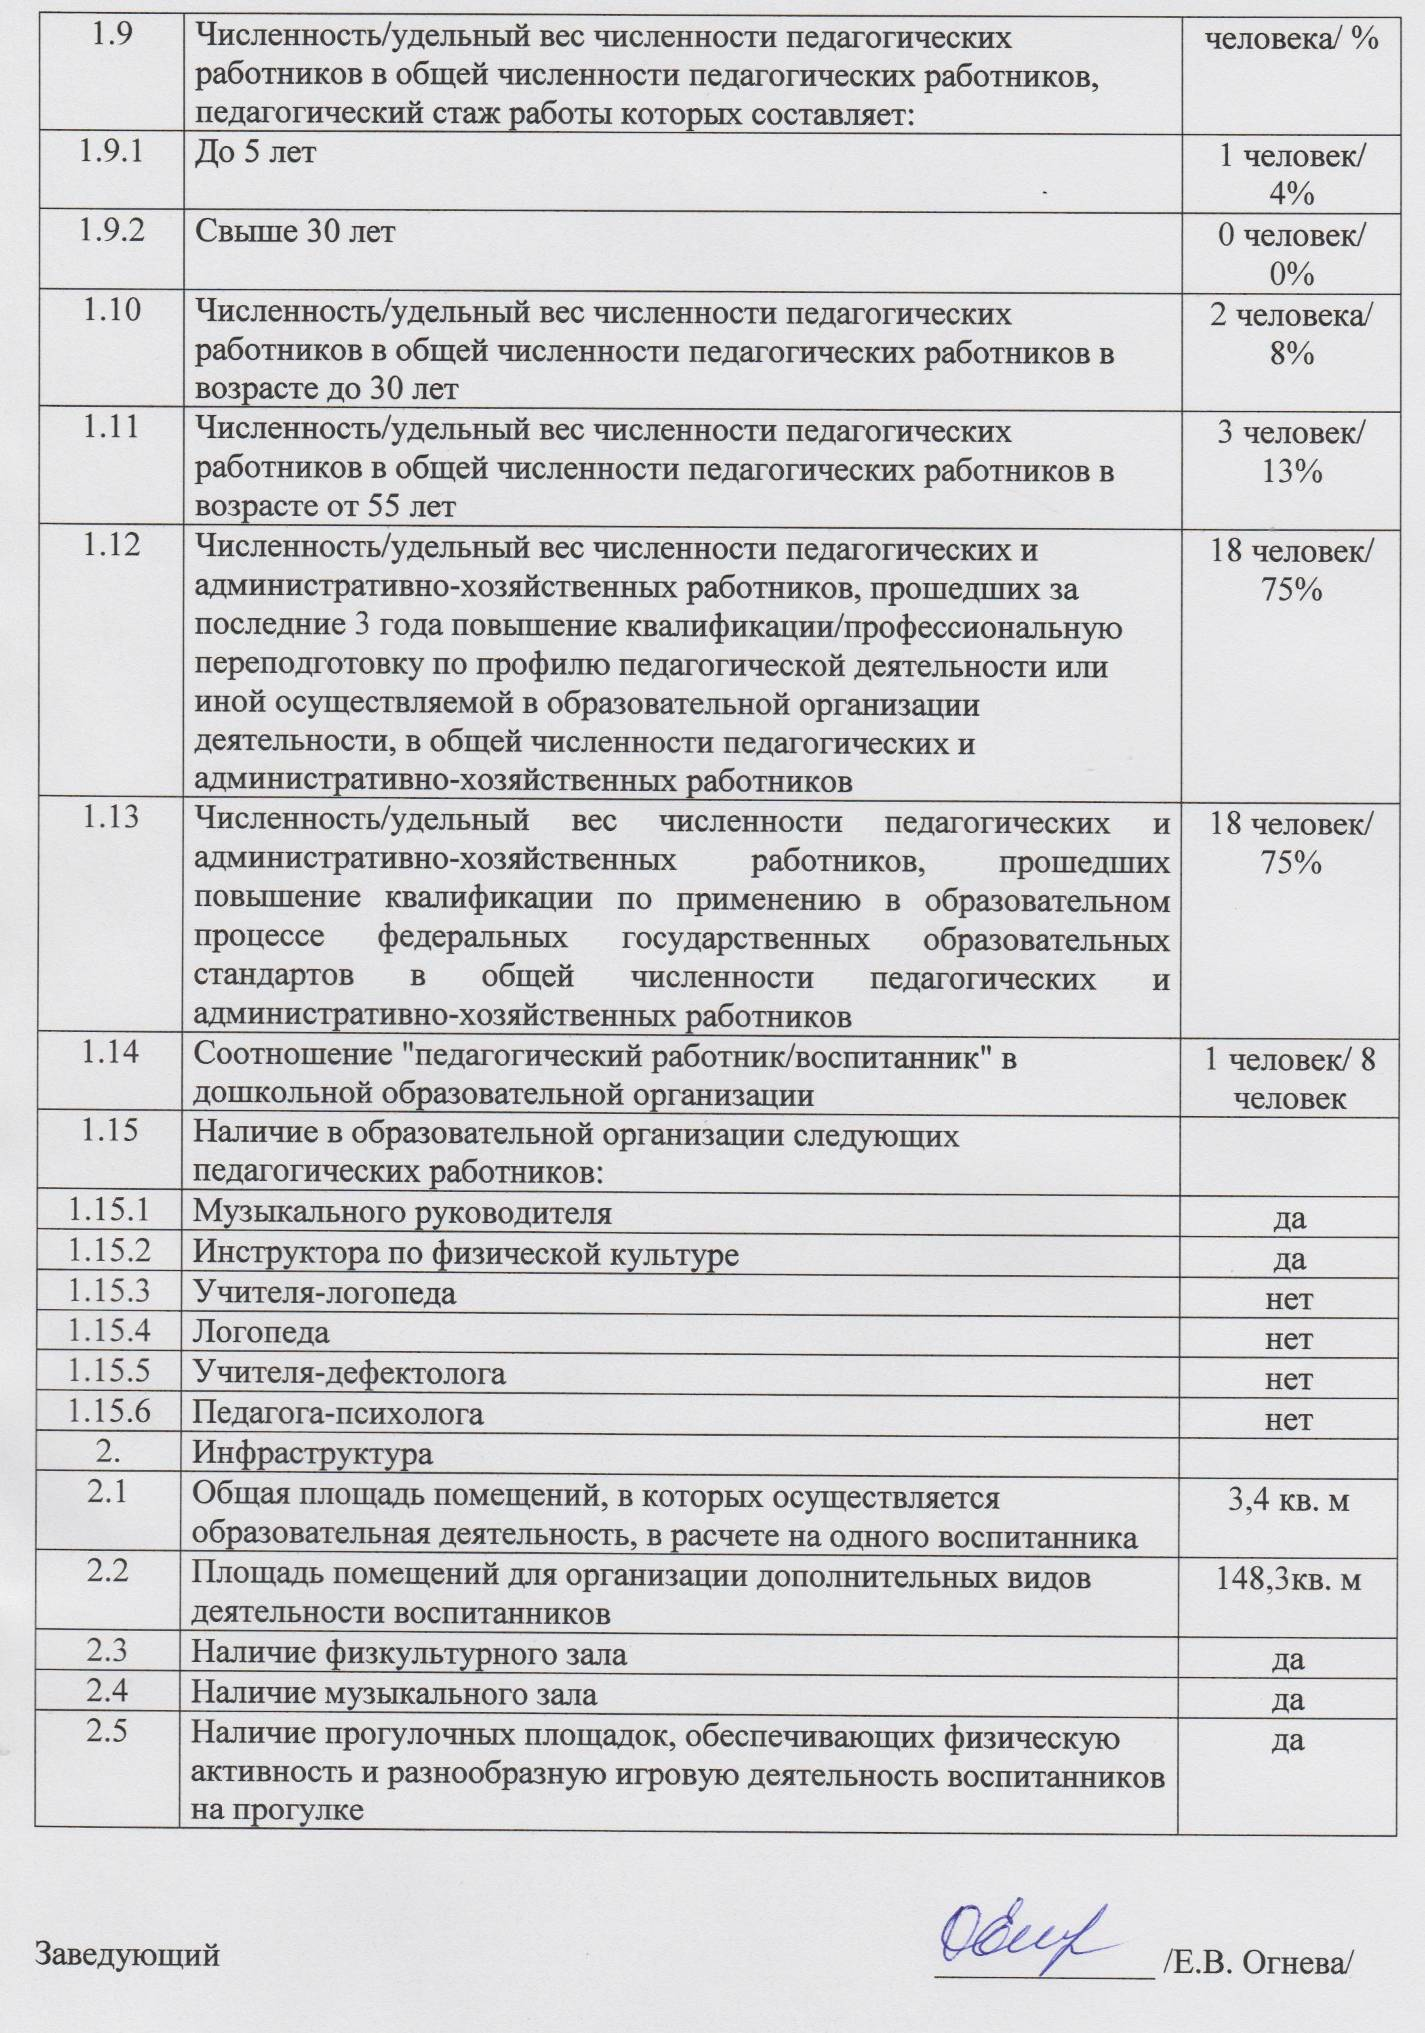 1.9 Численность/удельный вес численности педагогических человека/ %
работников в общей численности педагогических работников,
педагогический стаж работы которых составляет:
1.9.1 До 5 лет 1 человек/
4%
1.9.2 Свыше 30 лет 0 человек/
0%
1.10 Численность/удельный вес численности педагогических 2 человека/
работников в общей численности педагогических работников в 8%
возрасте до 30 лет
1.11 Численность/удельный вес численности педагогических 3 человек/
работников в общей численности педагогических работников в 13%
возрасте от 55 лет
1.12 Численность/удельный вес численности педагогических и 18 человек/
административно-хозяйственных работников, прошедших за 75%
последние 3 года повышение квалификации/профессиональную
переподготовку по профилю педагогической деятельности или
иной осуществляемой в образовательной организации
деятельности, в общей численности педагогических и
административно-хозяйственных работников
1.13 Численность/удельный вес численности педагогических и 18 человек/
административно-хозяйственных работников, прошедших 75%
повышение квалификации по применению в образовательном
процессе федеральных государственных образовательных
стандартов в общей численности педагогических и
административно-хозяйственных работников
1.14 Соотношение "педагогический работник/воспитанник" в 1 человек/ 8
дошкольной образовательной организации человек
1.15 Наличие в образовательной организации следующих
педагогических работников:
1.15.1 Музыкального руководителя да
1.15.2 Инструктора по физической культуре да
1.15.3 Учителя-логопеда нет
1.15.4 Логопеда нет
1.15.5 Учителя-дефектолога нет
1.15.6 Педагога-психолога нет
2. Инфраструктура
2.1 Общая площадь помещений, в которых осуществляется 3,4 кв. м
образовательная деятельность, в расчете на одного воспитанника
2.2 Площадь помещений для организации дополнительных видов 148,3кв. м
деятельности воспитанников
2.3 Наличие физкультурного зала да
2.4 Наличие музыкального зала да
2.5 Наличие прогулочных площадок, обеспечивающих физическую да
активность и разнообразную игровую деятельность воспитанников
на прогулке
Заведующий /Е.В. Огнева/